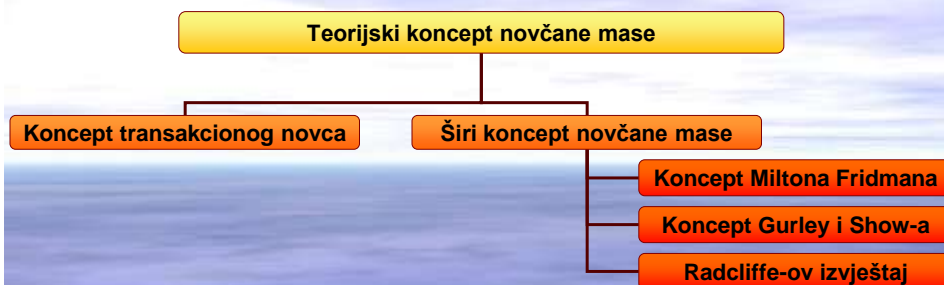 Teorijski koncept novčane mase
Koncept transakcionog novca
Širi koncept novčane mase
Koncept Miltona Fridmana
Koncept Gurley i Show-a
Radcliffe-ov izvještaj